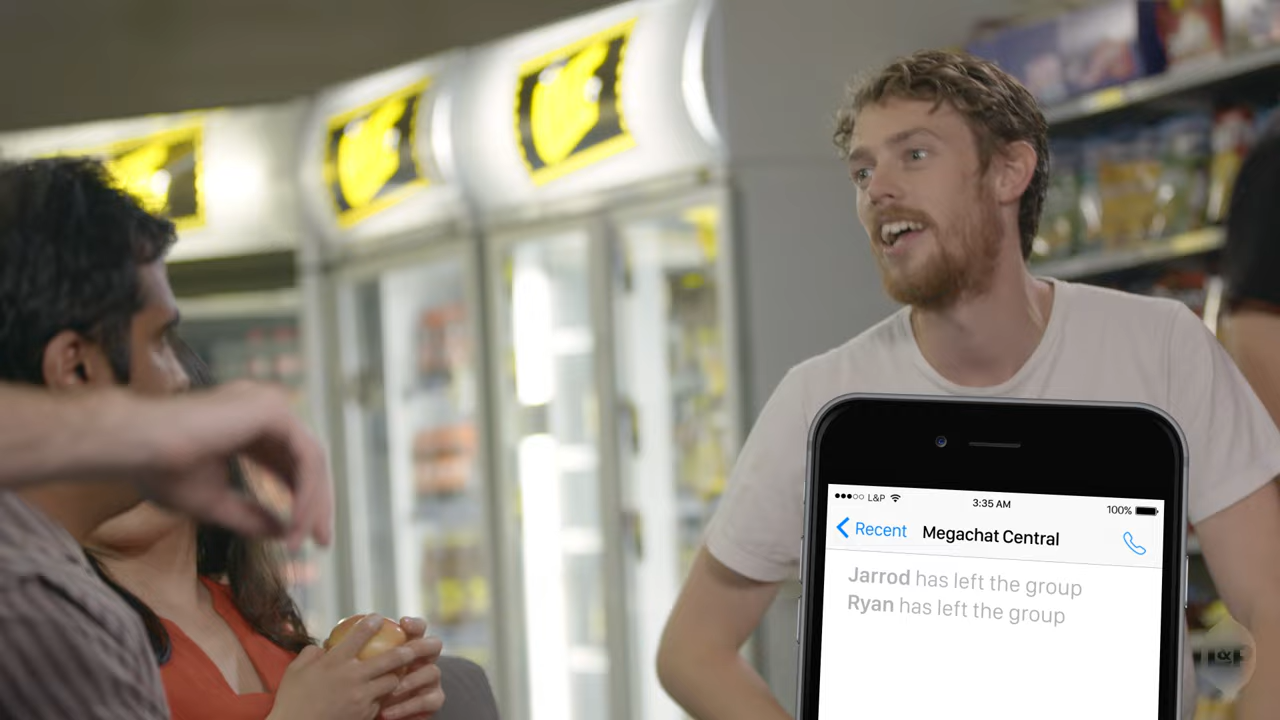 L&P 3:35 AM 100%
Recent Megachat Central
Jarrod has left the group
Ryan has left the group
L&P